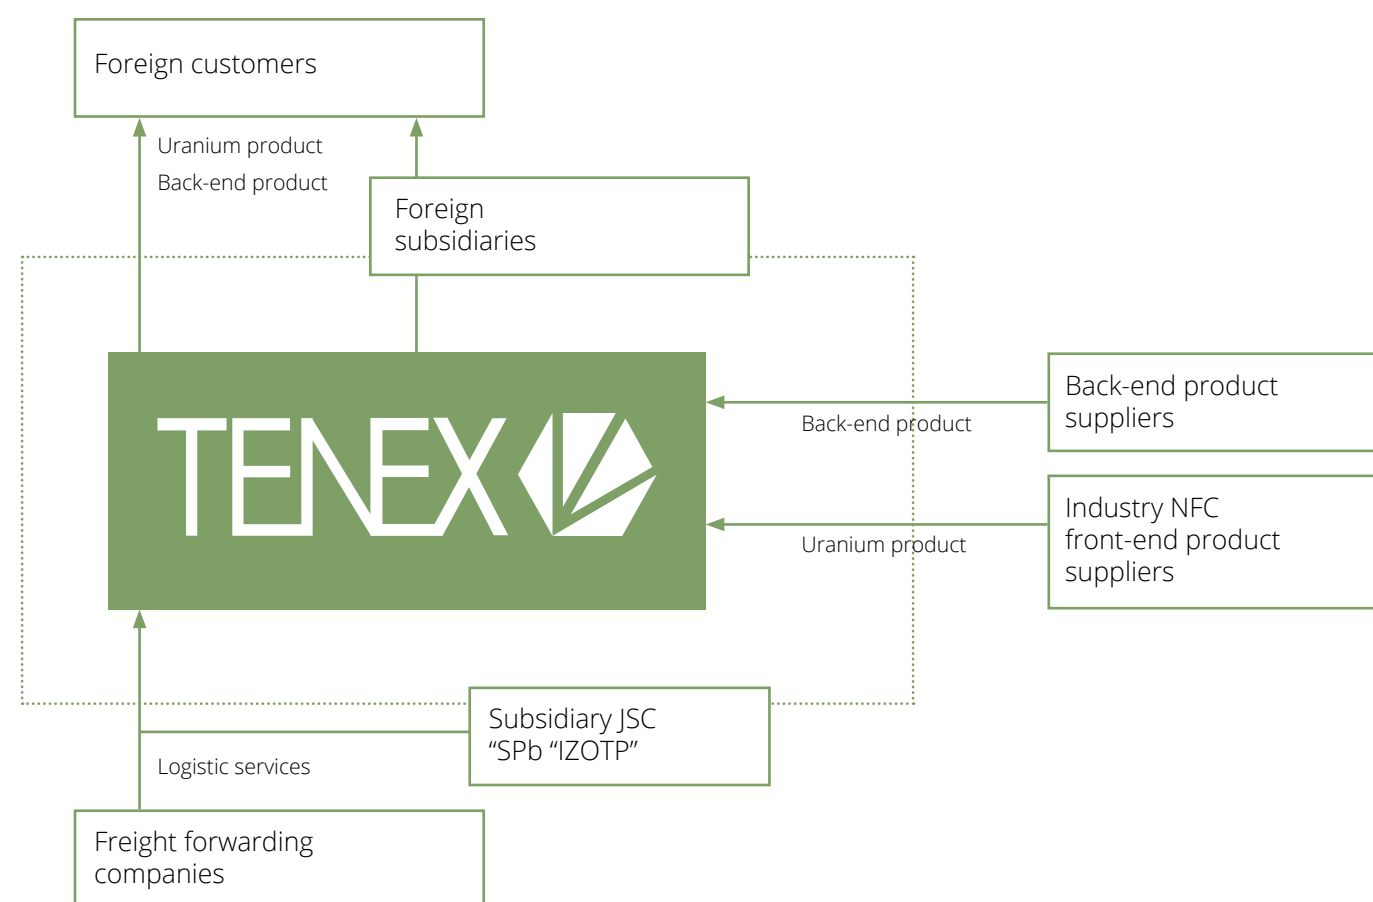 Foreign customers
Uranium product
Back-end product
Foreign
subsidiaries
TENEX
Back-end product
suppliers
Back-end product
Industry NFC
front-end product
suppliers
Uranium product
Subsidiary JSC
“SPb “IZOTP”
Logistic services
Freight forwarding
companies